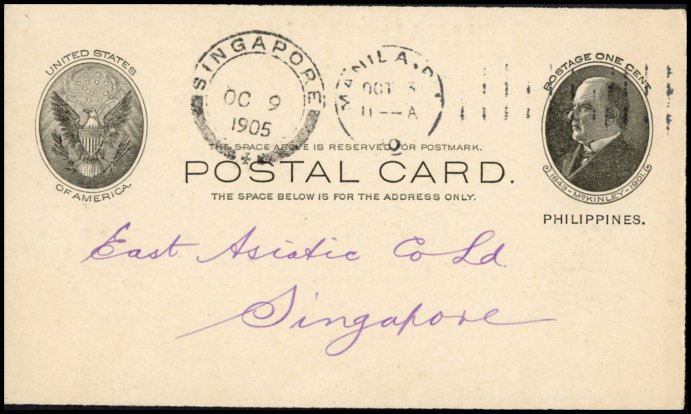 UNITED STATES
OF AMERICA.
SINGAPORE
OC 9
1905
MANILA, P.I.
OCT 3
11—A
POSTAGE ONE CENT
1843-McKINLEY-1901
THE SPACE ABOVE IS RESERVED FOR POSTMARK.
POSTAL CARD.
THE SPACE BELOW IS FOR THE ADDRESS ONLY.
PHILIPPINES.
East Asiatic Co Ld.
Singapore